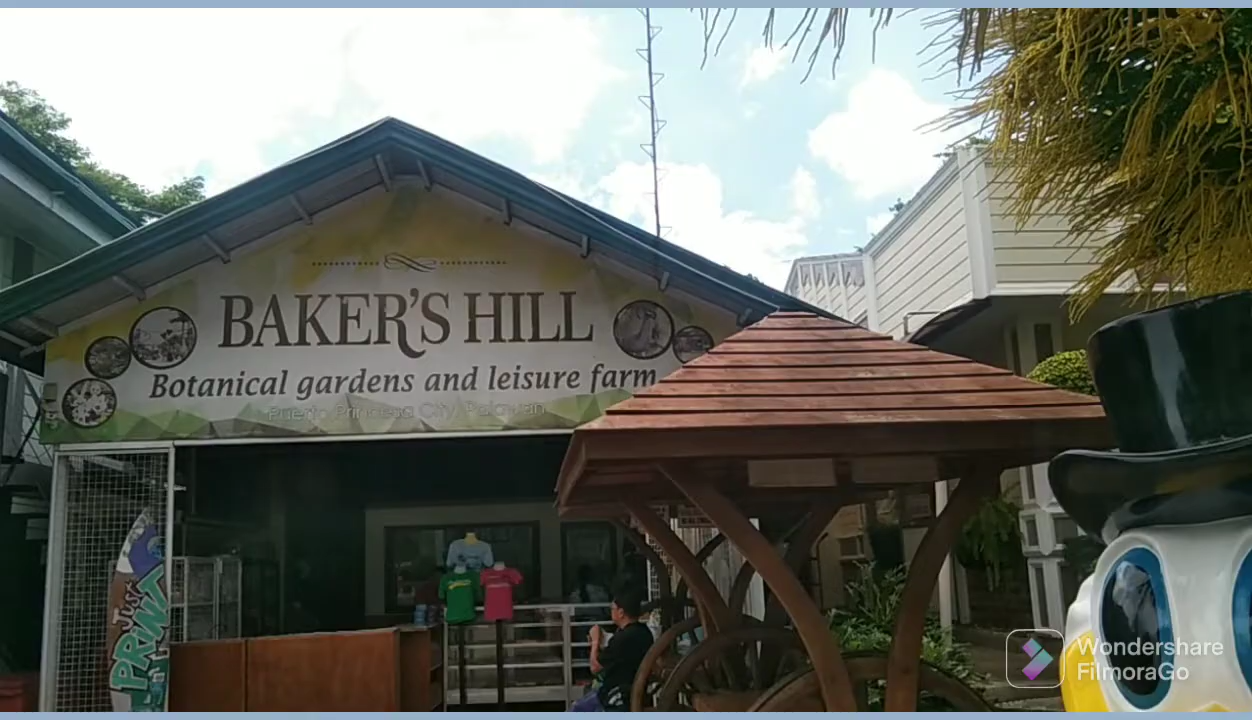 BAKER'S HILL
Botanical gardens and leisure farm
Puerto Princesa City, Palawan
Just
PRINT
Wondershare
FilmoraGo